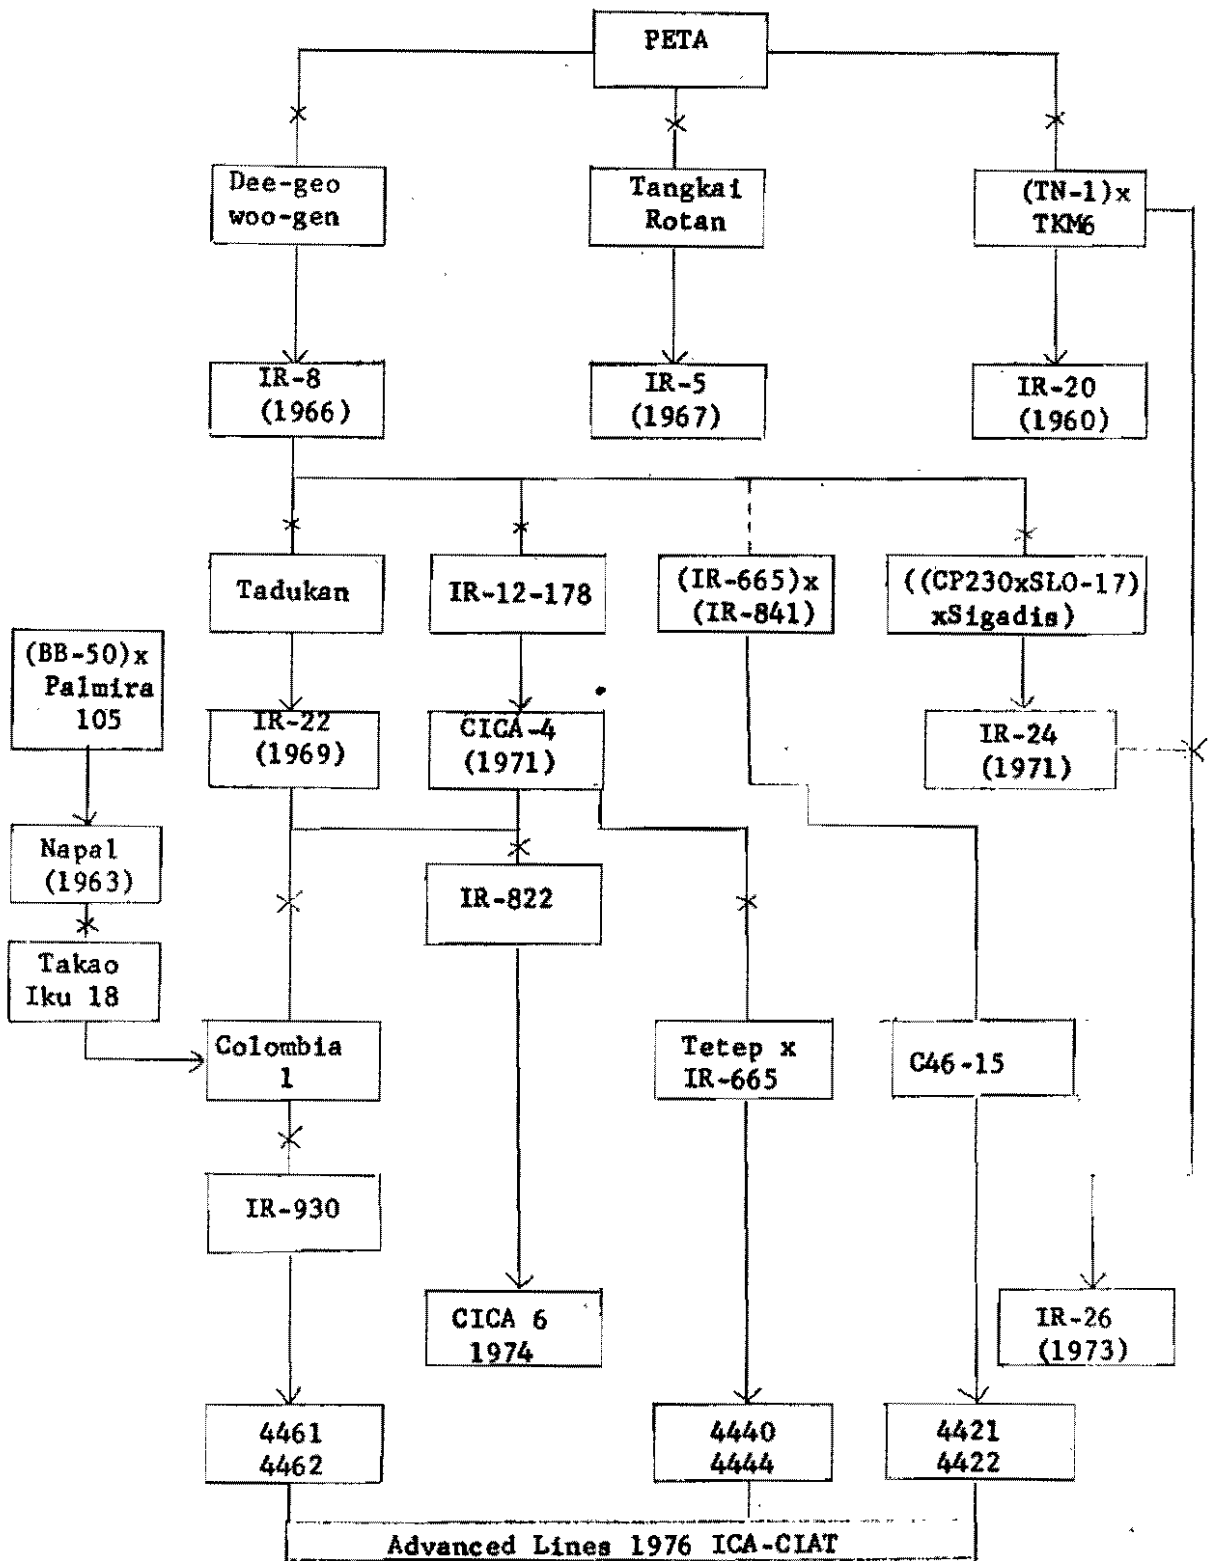 PETA
Dee-geo
woo-gen
Tangkai
Rotan
(TN-1)x
TKM6
IR-8
(1966)
IR-5
(1967)
IR-20
(1960)
Tadukan
IR-12-178
(IR-665)x
(IR-841)
((CP230xSLO-17)
xSigadis)
(BB-50)x
Palmira
105
IR-22
(1969)
CICA-4
(1971)
IR-24
(1971)
Napal
(1963)
IR-822
Takao
Iku 18
Colombia
1
Tetep x
IR-665
C46-15
IR-930
CICA 6
1974
IR-26
(1973)
4461
4462
4440
4444
4421
4422
Advanced Lines 1976 ICA-CIAT